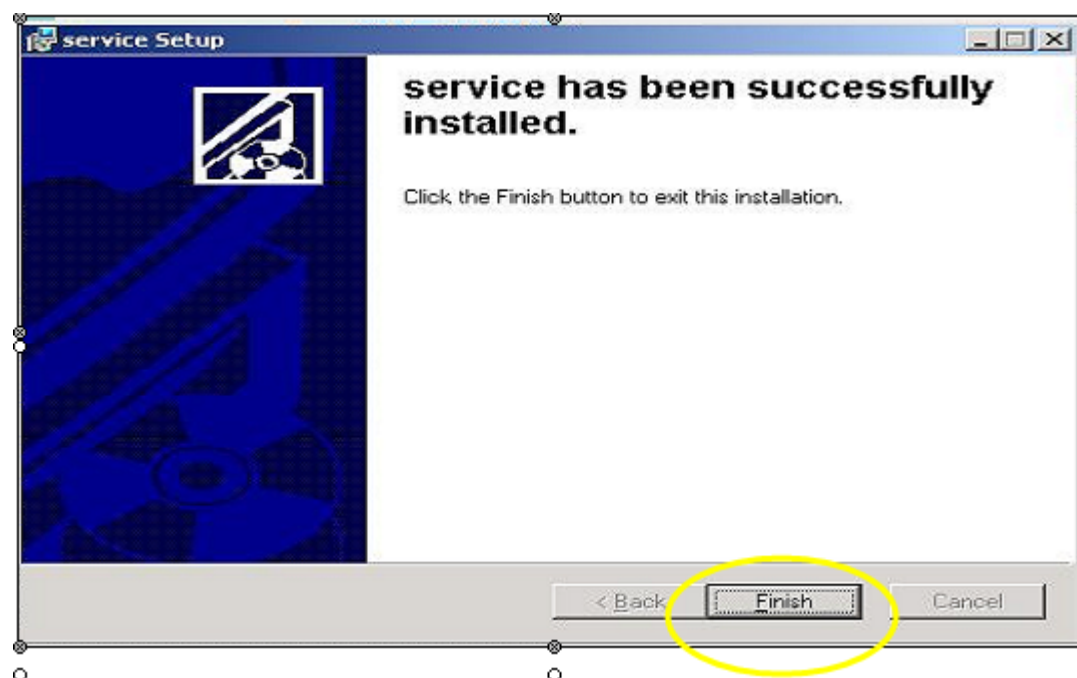 service Setup
service has been successfully
installed.
Click the Finish button to exit this installation.
< Back
Finish
Cancel